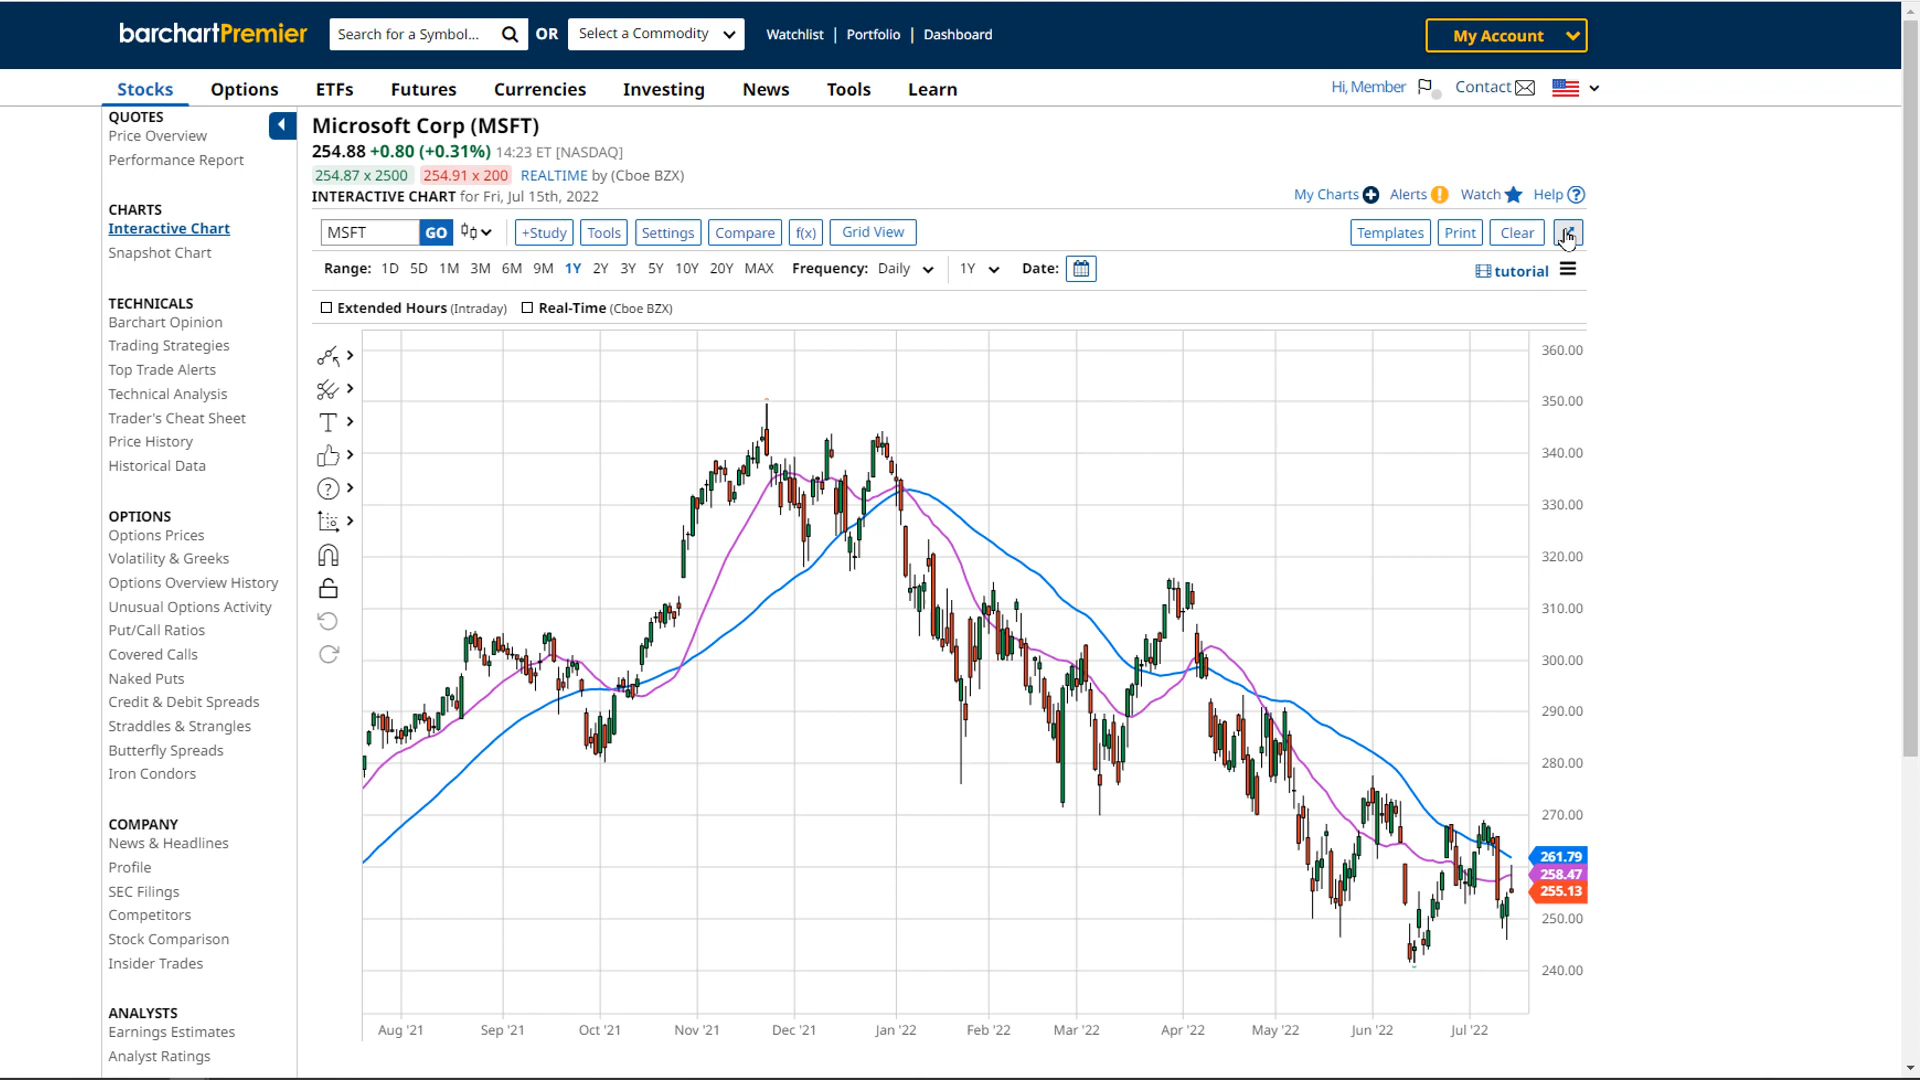 barchartPremier Search for a Symbol... OR Select a Commodity Watchlist | Portfolio | Dashboard My Account
Stocks Options ETFs Futures Currencies Investing News Tools Learn Hi, Member Contact
QUOTES
Price Overview
Performance Report
CHARTS
Interactive Chart
Snapshot Chart
TECHNICALS
Barchart Opinion
Trading Strategies
Top Trade Alerts
Technical Analysis
Trader's Cheat Sheet
Price History
Historical Data
OPTIONS
Options Prices
Volatility & Greeks
Options Overview History
Unusual Options Activity
Put/Call Ratios
Covered Calls
Naked Puts
Credit & Debit Spreads
Straddles & Strangles
Butterfly Spreads
Iron Condors
COMPANY
News & Headlines
Profile
SEC Filings
Competitors
Stock Comparison
Insider Trades
ANALYSTS
Earnings Estimates
Analyst Ratings
Microsoft Corp (MSFT)
254.88 +0.80 (+0.31%) 14:23 ET [NASDAQ]
254.87 x 2500 254.91 x 200 REALTIME by (Cboe BZX)
INTERACTIVE CHART for Fri, Jul 15th, 2022
My Charts Alerts Watch Help ?
MSFT GO +Study Tools Settings Compare f(x) Grid View Templates Print Clear
Range: 1D 5D 1M 3M 6M 9M 1Y 2Y 3Y 5Y 10Y 20Y MAX Frequency: Daily 1Y Date: tutorial
Extended Hours (Intraday) Real-Time (Cboe BZX)
360.00
350.00
340.00
330.00
320.00
310.00
300.00
290.00
280.00
270.00
261.79
258.47
255.13
250.00
240.00
Aug '21 Sep '21 Oct '21 Nov '21 Dec '21 Jan '22 Feb '22 Mar '22 Apr '22 May '22 Jun '22 Jul '22